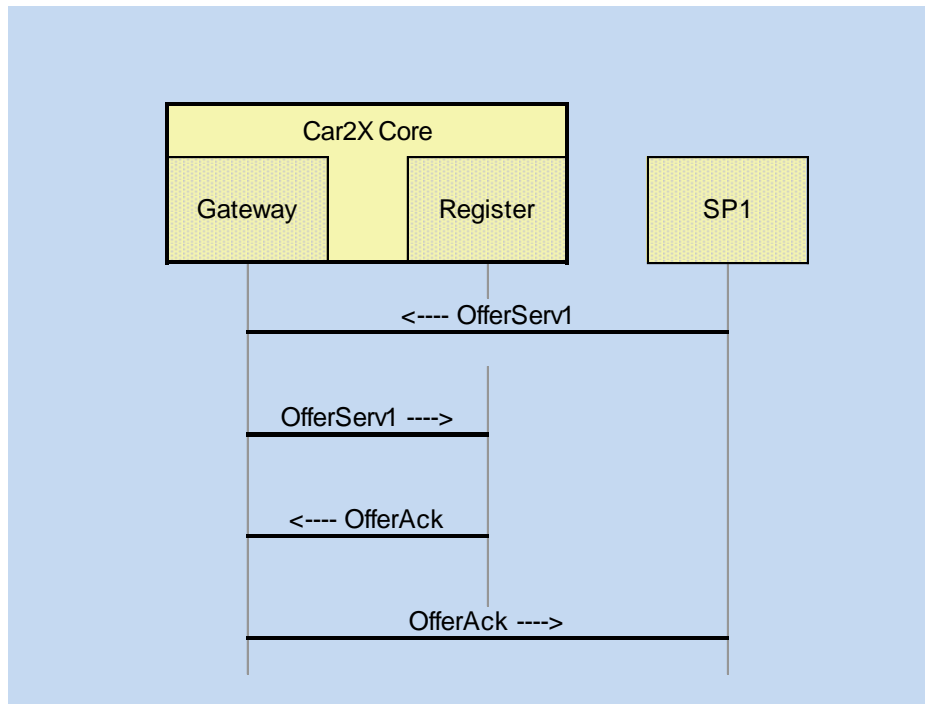 Car2X Core
Gateway
Register
SP1
<---- OfferServ1
OfferServ1 ---->
<---- OfferAck
OfferAck ---->